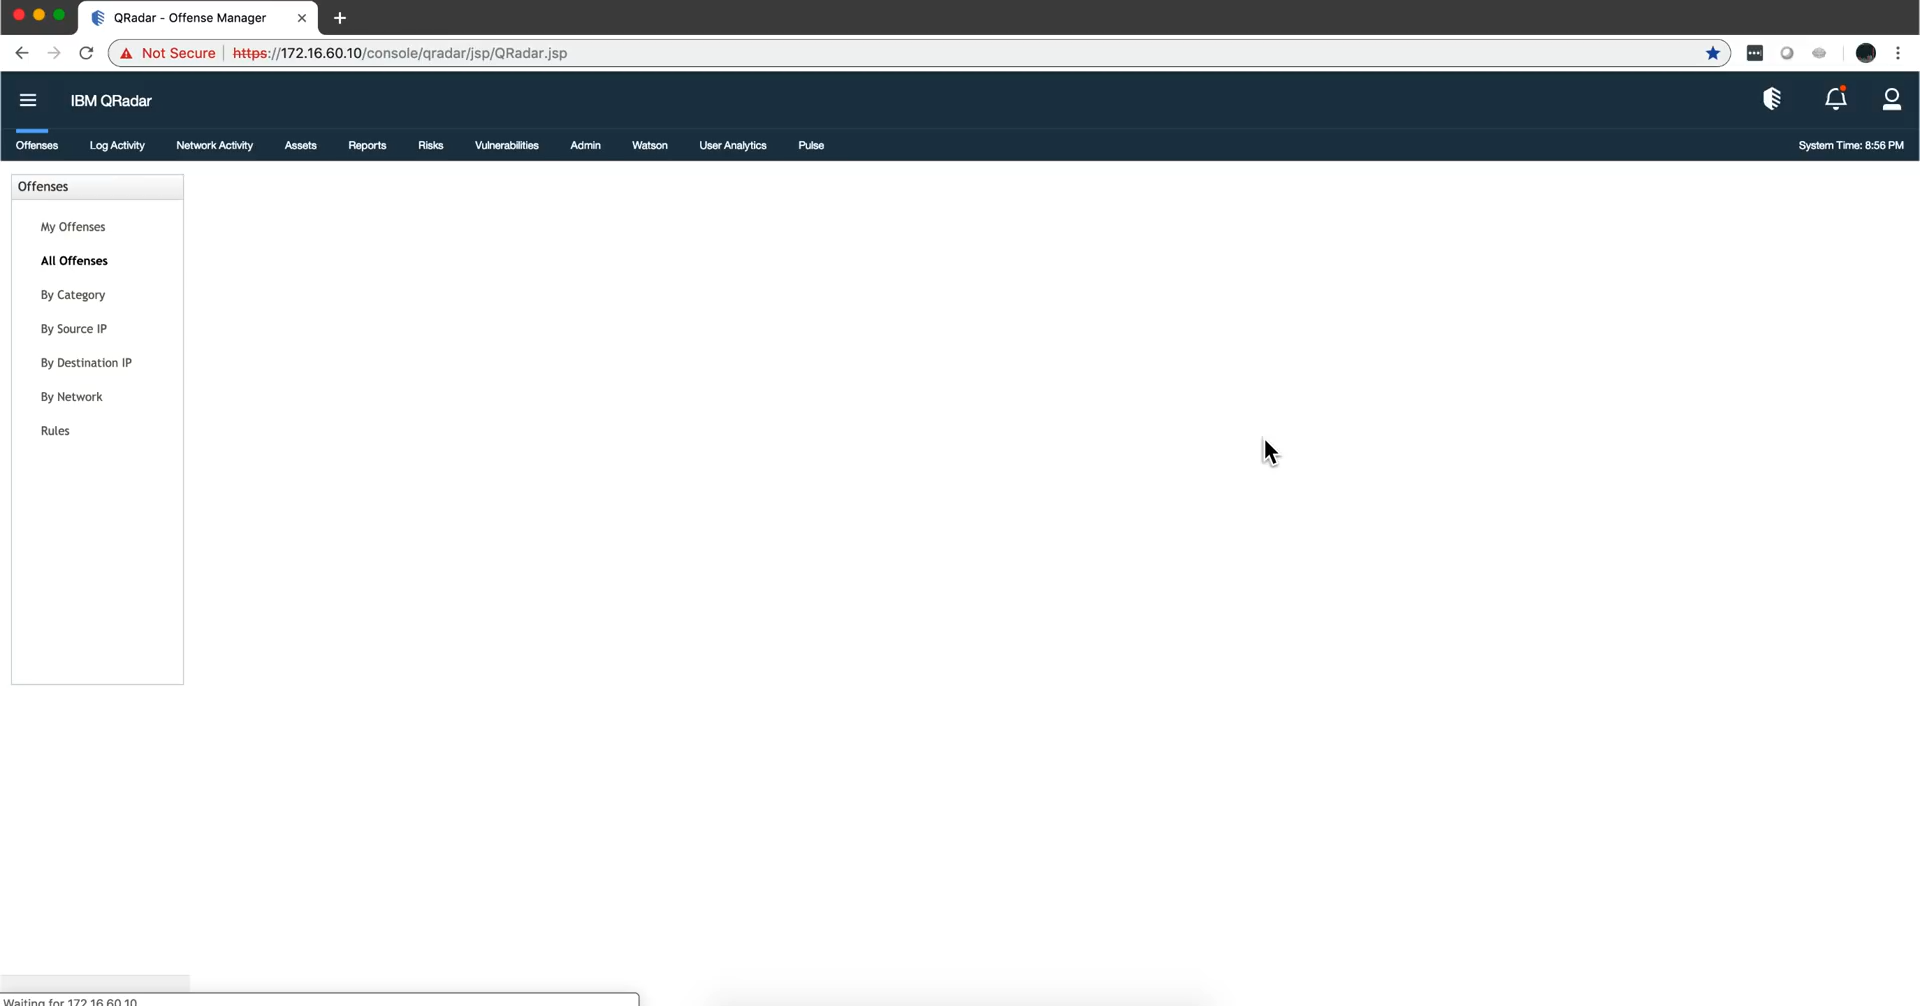 QRadar - Offense Manager
Not Secure https://172.16.60.10/console/qradar/jsp/QRadar.jsp
IBM QRadar
Offenses Log Activity Network Activity Assets Reports Risks Vulnerabilities Admin Watson User Analytics Pulse System Time: 8:56 PM
Offenses
My Offenses
All Offenses
By Category
By Source IP
By Destination IP
By Network
Rules
Waiting for 172.16.60.10